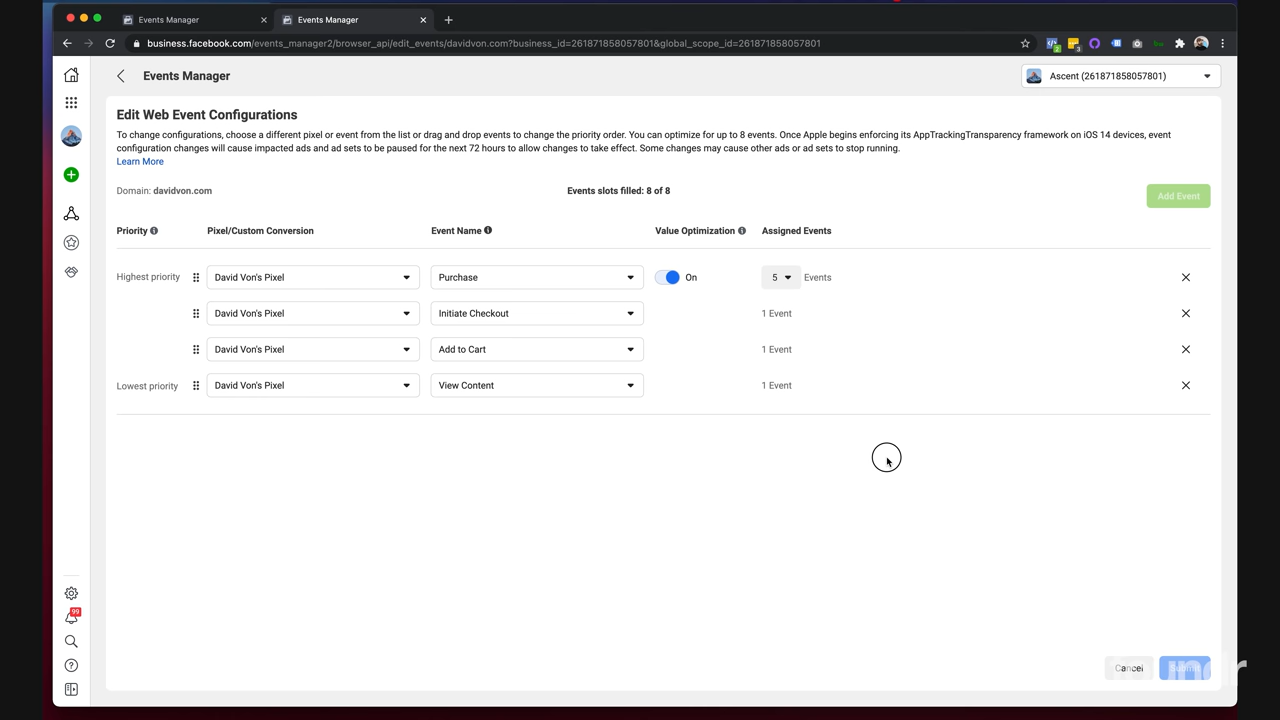 Events Manager
Events Manager
business.facebook.com/events_manager2/browser_api/edit_events/davidvon.com?business_id=261871858057801&global_scope_id=261871858057801
2
3
Events Manager
Ascent (261871858057801)
Edit Web Event Configurations
To change configurations, choose a different pixel or event from the list or drag and drop events to change the priority order. You can optimize for up to 8 events. Once Apple begins enforcing its AppTrackingTransparency framework on iOS 14 devices, event
configuration changes will cause impacted ads and ad sets to be paused for the next 72 hours to allow changes to take effect. Some changes may cause other ads or ad sets to stop running.
Learn More
Domain: davidvon.com
Events slots filled: 8 of 8
Add Event
Priority
Pixel/Custom Conversion
Event Name
Value Optimization
Assigned Events
Highest priority
David Von's Pixel
Purchase
On
5
Events
David Von's Pixel
Initiate Checkout
1 Event
David Von's Pixel
Add to Cart
1 Event
Lowest priority
David Von's Pixel
View Content
1 Event
99
Cancel